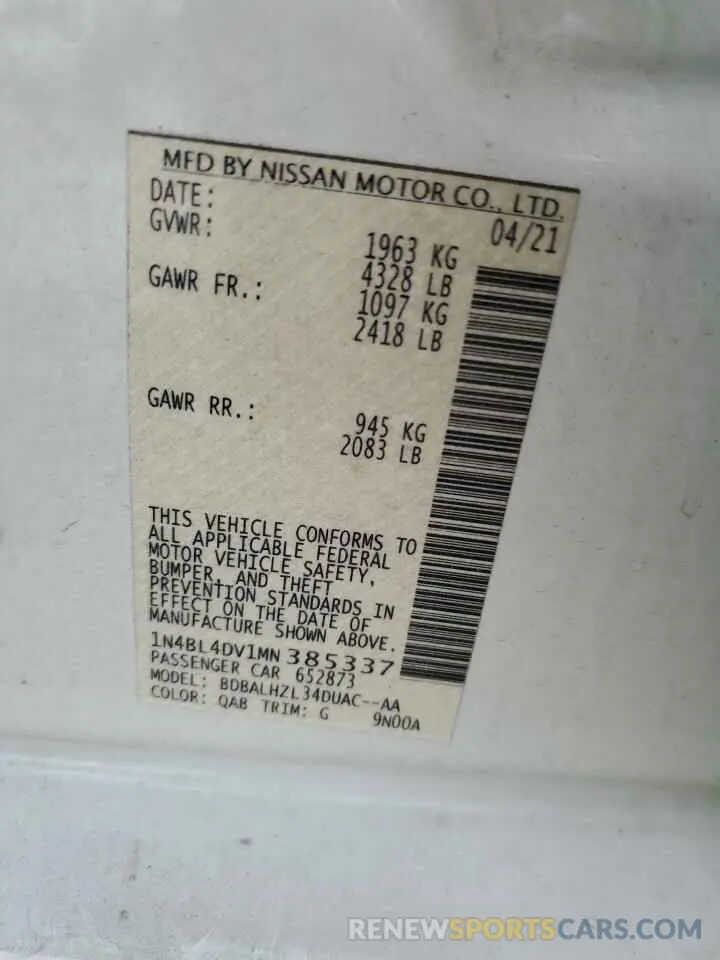 MFD BY NISSAN MOTOR CO., LTD.
DATE: 04/21
GVWR: 1963 KG
4328 LB
GAWR FR.: 1097 KG
2418 LB
GAWR RR.: 945 KG
2083 LB
THIS VEHICLE CONFORMS TO
ALL APPLICABLE FEDERAL
MOTOR VEHICLE SAFETY,
BUMPER, AND THEFT
PREVENTION STANDARDS IN
EFFECT ON THE DATE OF
MANUFACTURE SHOWN ABOVE.
1N4BL4DV1MN385337
PASSENGER CAR 652873
MODEL: BDBALHZL34DUAC--AA
COLOR: QAB TRIM: G 9N00A
RENEWSPORTSCARS.COM